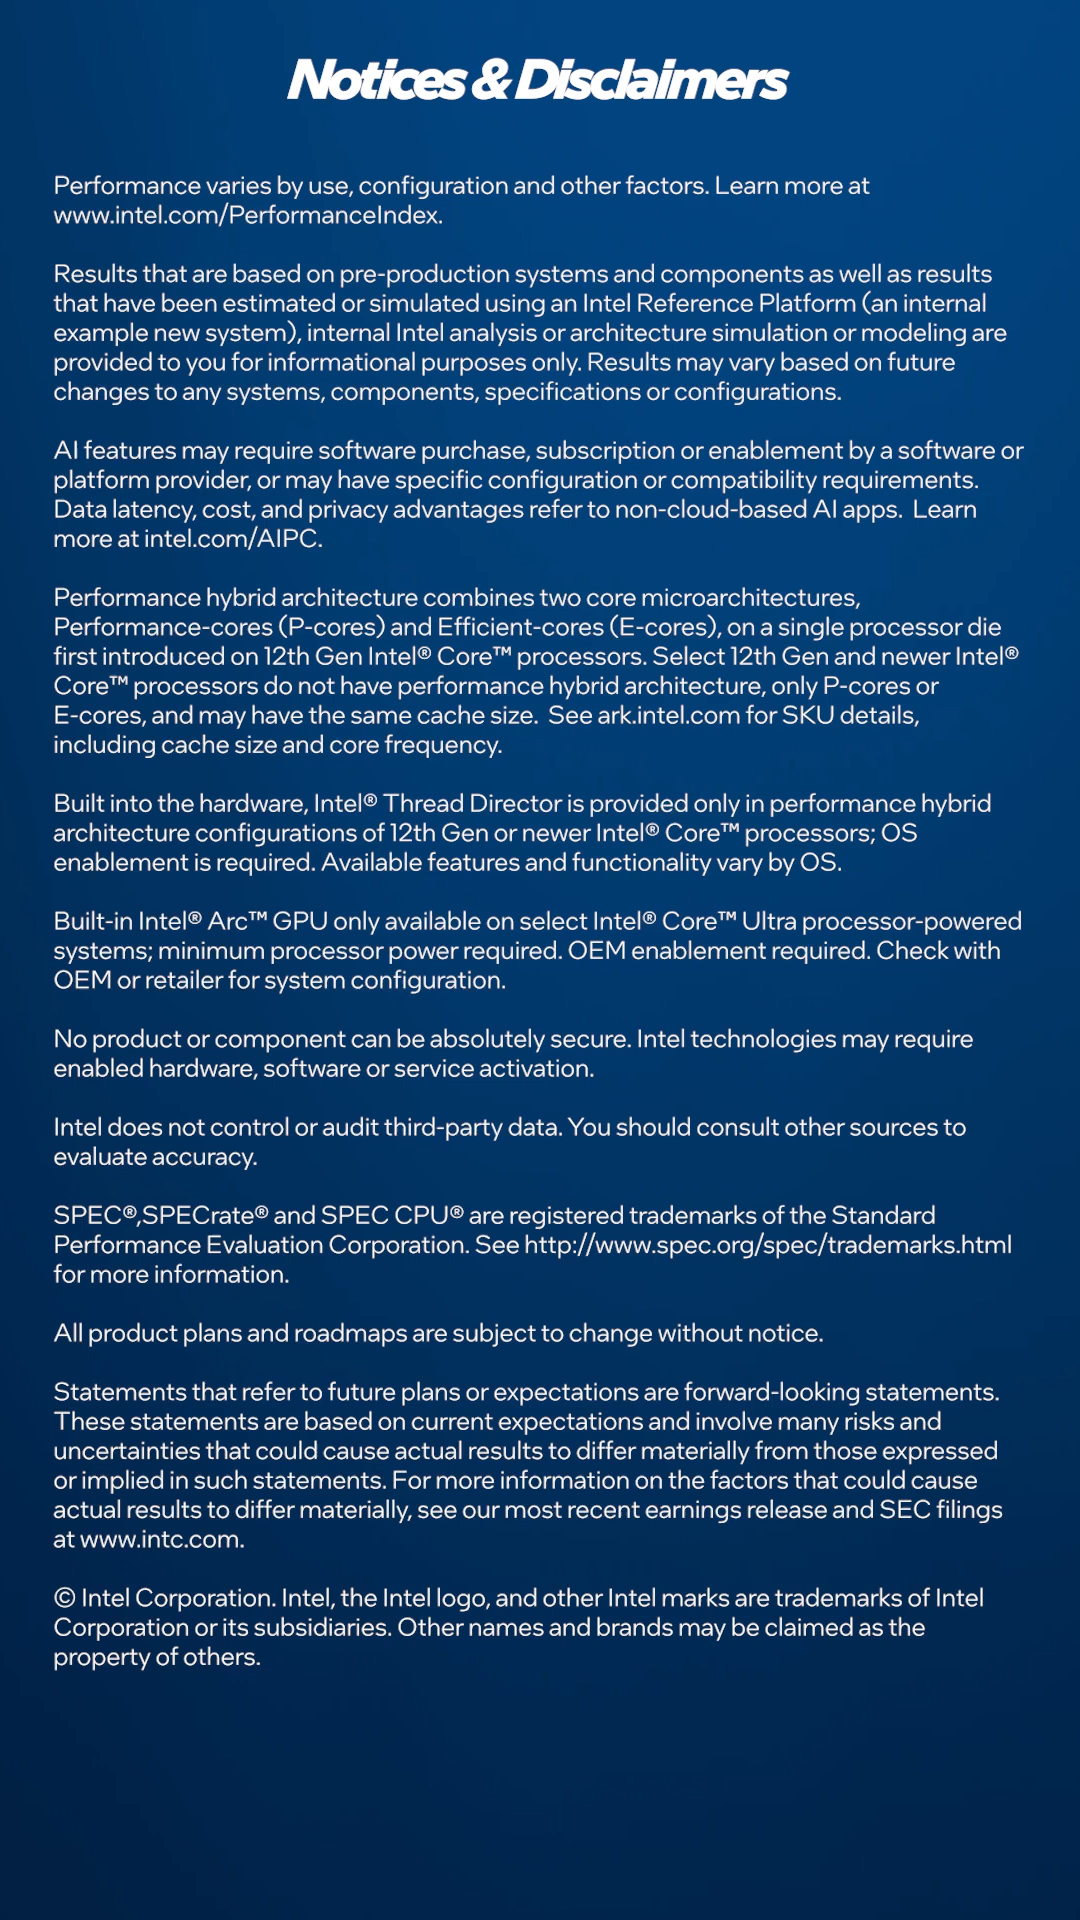 Notices & Disclaimers
Performance varies by use, configuration and other factors. Learn more at
www.intel.com/PerformanceIndex.
Results that are based on pre-production systems and components as well as results
that have been estimated or simulated using an Intel Reference Platform (an internal
example new system), internal Intel analysis or architecture simulation or modeling are
provided to you for informational purposes only. Results may vary based on future
changes to any systems, components, specifications or configurations.
AI features may require software purchase, subscription or enablement by a software or
platform provider, or may have specific configuration or compatibility requirements.
Data latency, cost, and privacy advantages refer to non-cloud-based AI apps.  Learn
more at intel.com/AIPC.
Performance hybrid architecture combines two core microarchitectures,
Performance-cores (P-cores) and Efficient-cores (E-cores), on a single processor die
first introduced on 12th Gen Intel® Core™ processors. Select 12th Gen and newer Intel®
Core™ processors do not have performance hybrid architecture, only P-cores or
E-cores, and may have the same cache size.  See ark.intel.com for SKU details,
including cache size and core frequency.
Built into the hardware, Intel® Thread Director is provided only in performance hybrid
architecture configurations of 12th Gen or newer Intel® Core™ processors; OS
enablement is required. Available features and functionality vary by OS.
Built-in Intel® Arc™ GPU only available on select Intel® Core™ Ultra processor-powered
systems; minimum processor power required. OEM enablement required. Check with
OEM or retailer for system configuration.
No product or component can be absolutely secure. Intel technologies may require
enabled hardware, software or service activation.
Intel does not control or audit third-party data. You should consult other sources to
evaluate accuracy.
SPEC®,SPECrate® and SPEC CPU® are registered trademarks of the Standard
Performance Evaluation Corporation. See http://www.spec.org/spec/trademarks.html
for more information.
All product plans and roadmaps are subject to change without notice.
Statements that refer to future plans or expectations are forward-looking statements.
These statements are based on current expectations and involve many risks and
uncertainties that could cause actual results to differ materially from those expressed
or implied in such statements. For more information on the factors that could cause
actual results to differ materially, see our most recent earnings release and SEC filings
at www.intc.com.
© Intel Corporation. Intel, the Intel logo, and other Intel marks are trademarks of Intel
Corporation or its subsidiaries. Other names and brands may be claimed as the
property of others.